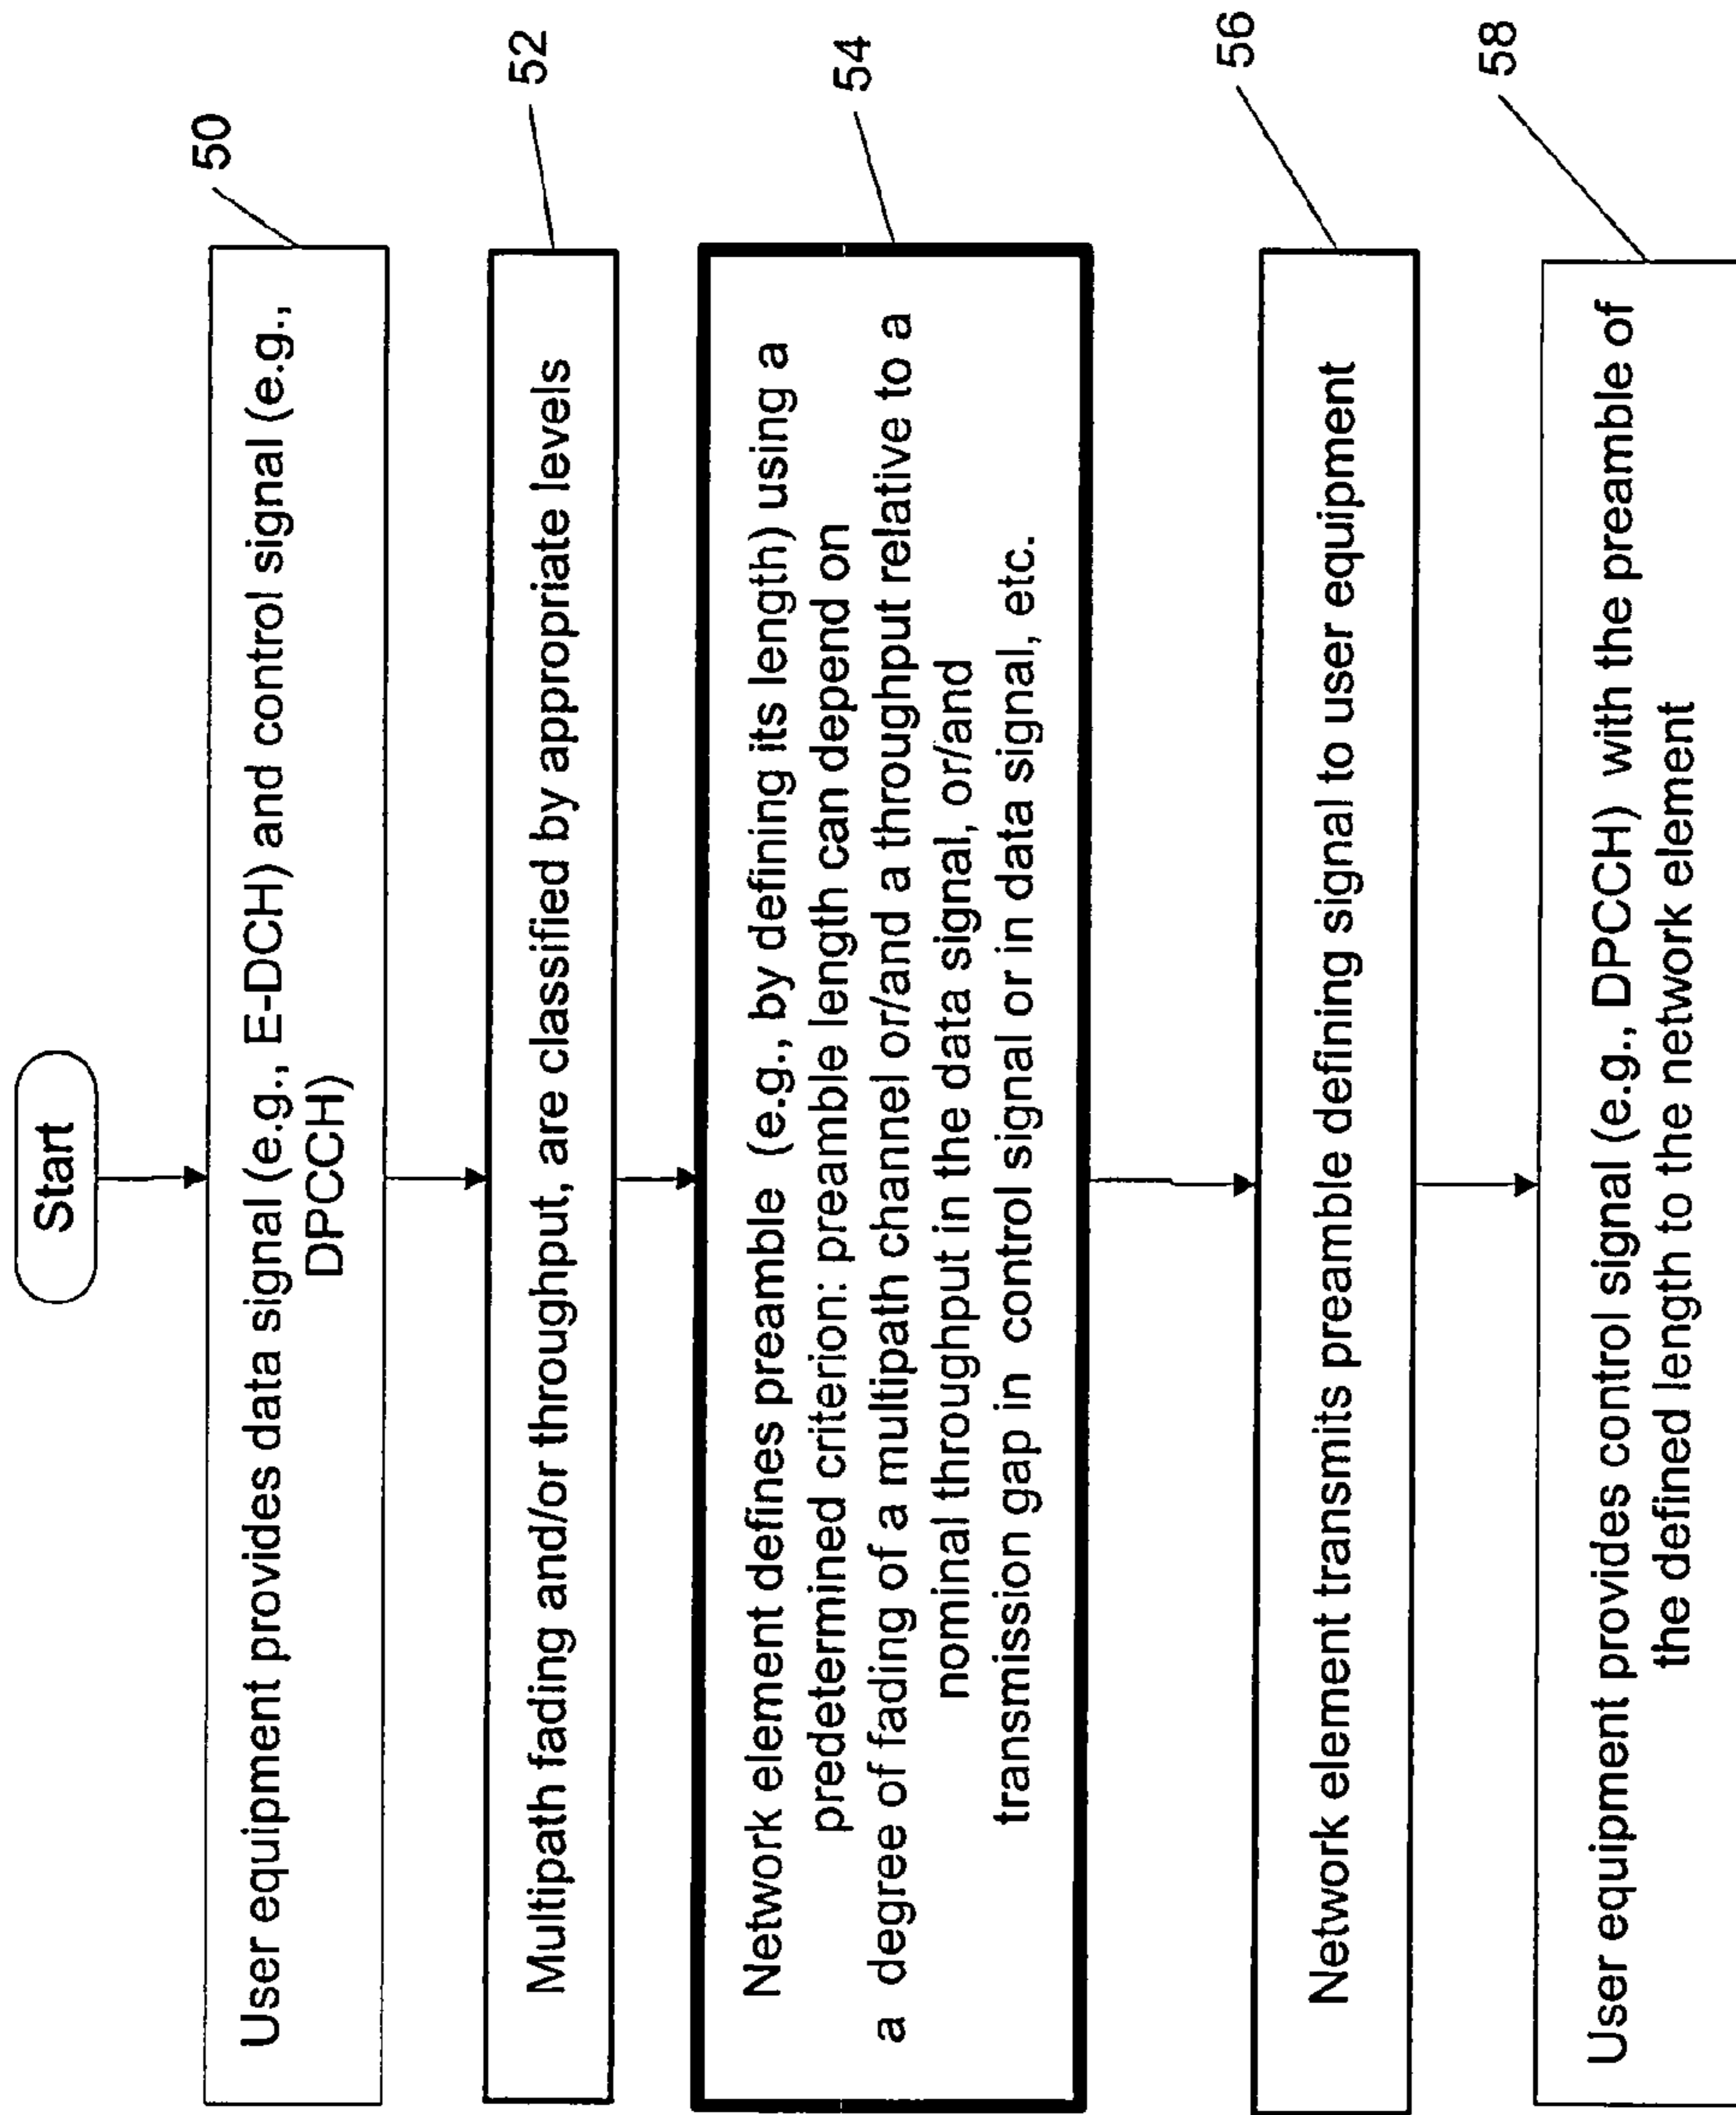 Start
50
User equipment provides data signal (e.g., E-DCH) and control signal (e.g.,
DPCCH)
52
Multipath fading and/or throughput, are classified by appropriate levels
54
Network element defines preamble (e.g., by defining its length) using a
predetermined criterion: preamble length can depend on
a degree of fading of a multipath channel or/and a throughput relative to a
nominal throughput in the data signal, or/and
transmission gap in control signal or in data signal, etc.
56
Network element transmits preamble defining signal to user equipment
58
User equipment provides control signal (e.g., DPCCH) with the preamble of
the defined length to the network element